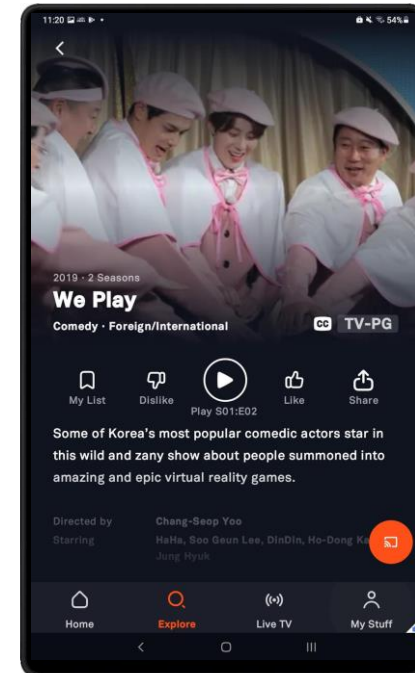 11:20
54%
2019 · 2 Seasons
We Play
Comedy · Foreign/International
CC TV-PG
My List
Dislike
Play S01:E02
Like
Share
Some of Korea's most popular comedic actors star in
this wild and zany show about people summoned into
amazing and epic virtual reality games.
Directed by Chang-Seop Yoo
Starring HaHa, Soo Geun Lee, DinDin, Ho-Dong
Jung Hyuk
Home
Explore
Live TV
My Stuff